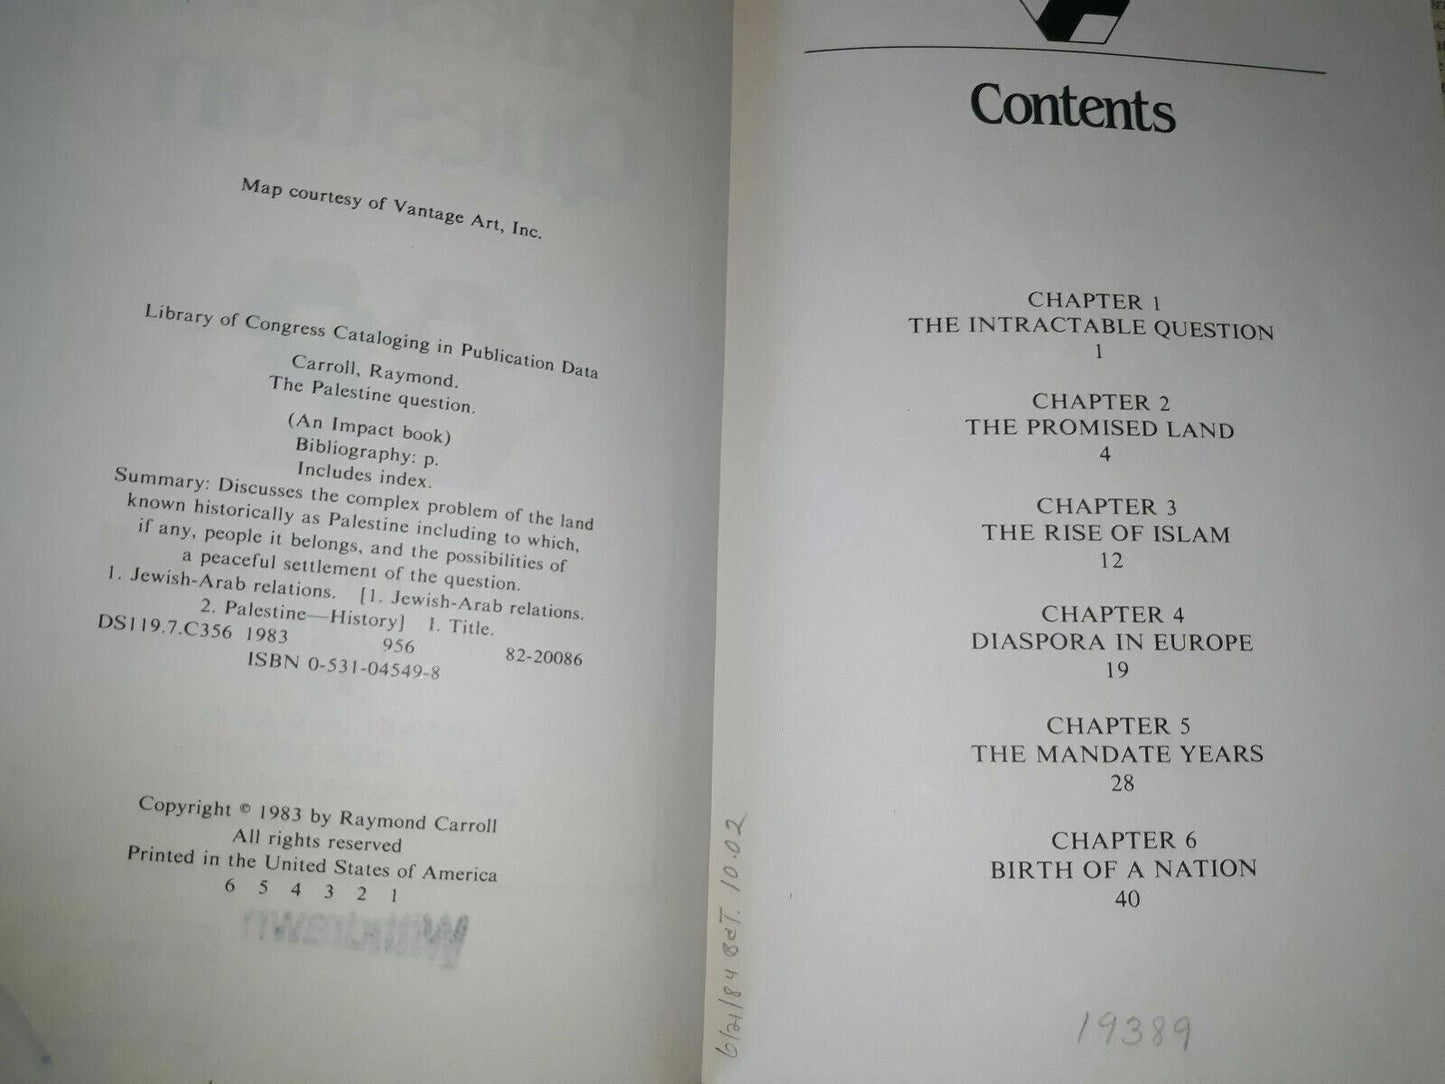 Map courtesy of Vantage Art, Inc.
Library of Congress Cataloging in Publication Data
Carroll, Raymond.
The Palestine question.
(An Impact book)
Bibliography: p.
Includes index.
Summary: Discusses the complex problem of the land
known historically as Palestine including to which,
if any, people it belongs, and the possibilities of
a peaceful settlement of the question.
1. Jewish-Arab relations. [1. Jewish-Arab relations.
2. Palestine—History] I. Title.
DS119.7.C356 1983 956 82-20086
ISBN 0-531-04549-8
Copyright © 1983 by Raymond Carroll
All rights reserved
Printed in the United States of America
6 5 4 3 2 1
Withdrawn
Contents
CHAPTER 1
THE INTRACTABLE QUESTION
1
CHAPTER 2
THE PROMISED LAND
4
CHAPTER 3
THE RISE OF ISLAM
12
CHAPTER 4
DIASPORA IN EUROPE
19
CHAPTER 5
THE MANDATE YEARS
28
CHAPTER 6
BIRTH OF A NATION
40
6/21/84 B&T. 10.02
19389